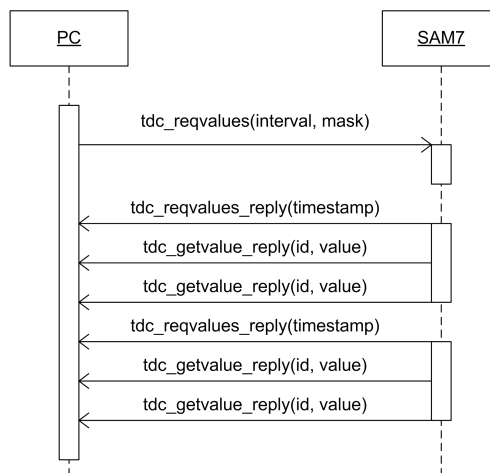 PC
SAM7
tdc_reqvalues(interval, mask)
tdc_reqvalues_reply(timestamp)
tdc_getvalue_reply(id, value)
tdc_getvalue_reply(id, value)
tdc_reqvalues_reply(timestamp)
tdc_getvalue_reply(id, value)
tdc_getvalue_reply(id, value)